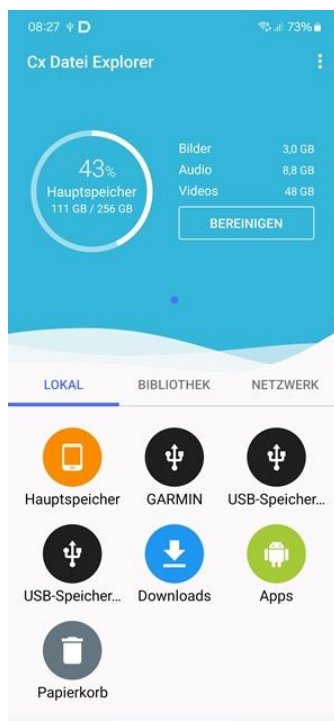 08:27 73%
Cx Datei Explorer
43%
Hauptspeicher
111 GB / 256 GB
Bilder 3,0 GB
Audio 8,8 GB
Videos 48 GB
BEREINIGEN
LOKAL BIBLIOTHEK NETZWERK
Hauptspeicher GARMIN USB-Speicher...
USB-Speicher... Downloads Apps
Papierkorb